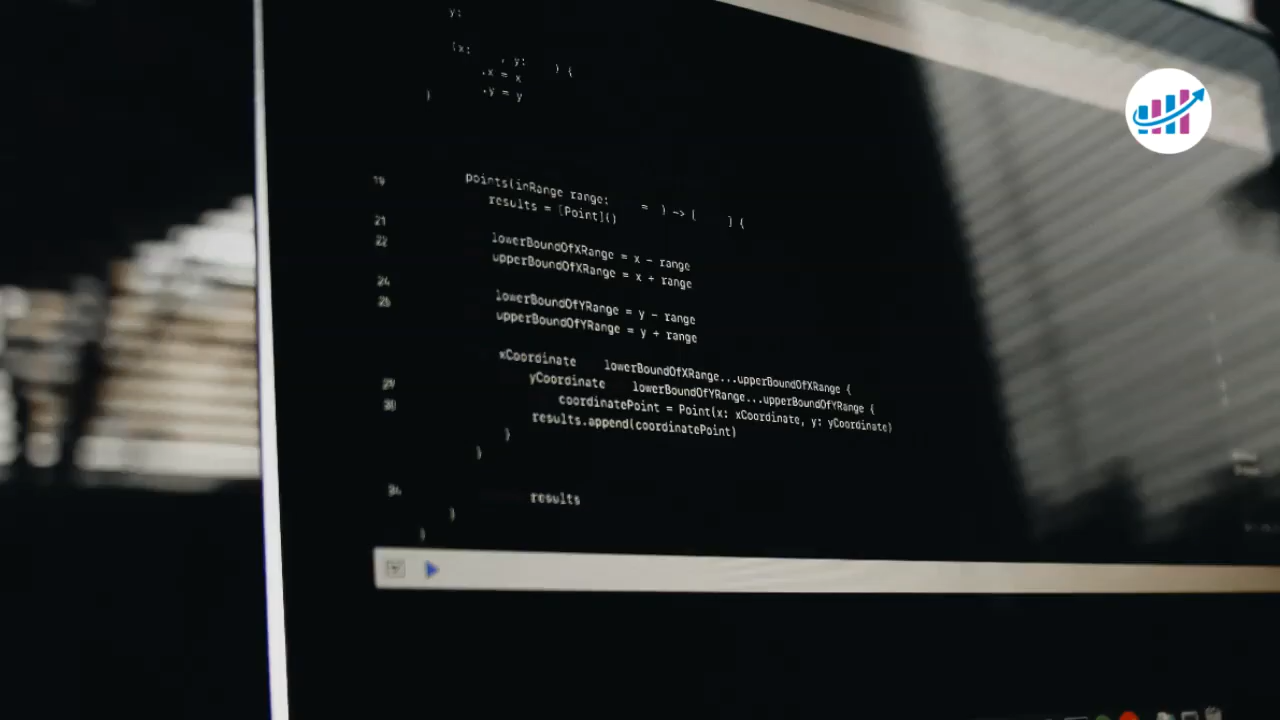 y:
(x: , y: ) {
.x = x
.y = y
}
19 points(inRange range: = ) -> [ ] {
results = [Point]()
21
22 lowerBoundOfXRange = x - range
upperBoundOfXRange = x + range
24
25 lowerBoundOfYRange = y - range
upperBoundOfYRange = y + range
xCoordinate lowerBoundOfXRange...upperBoundOfXRange {
29 yCoordinate lowerBoundOfYRange...upperBoundOfYRange {
30 coordinatePoint = Point(x: xCoordinate, y: yCoordinate)
results.append(coordinatePoint)
}
}
34 results
}
}